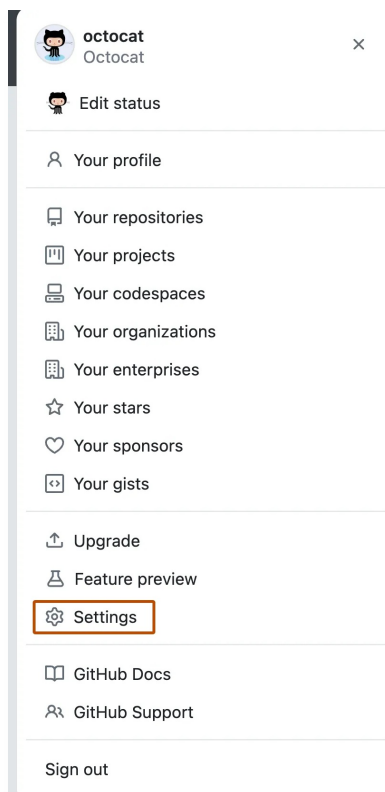 octocat
Octocat
Edit status
Your profile
Your repositories
Your projects
Your codespaces
Your organizations
Your enterprises
Your stars
Your sponsors
Your gists
Upgrade
Feature preview
Settings
GitHub Docs
GitHub Support
Sign out